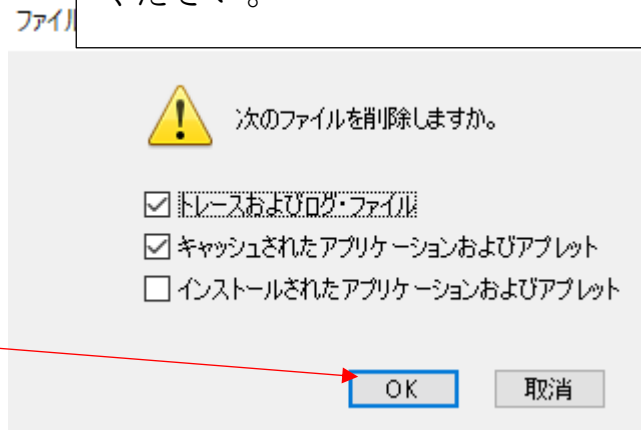 ください。
ファイル
次のファイルを削除しますか。
トレースおよびログ・ファイル
キャッシュされたアプリケーションおよびアプレット
インストールされたアプリケーションおよびアプレット
OK 取消